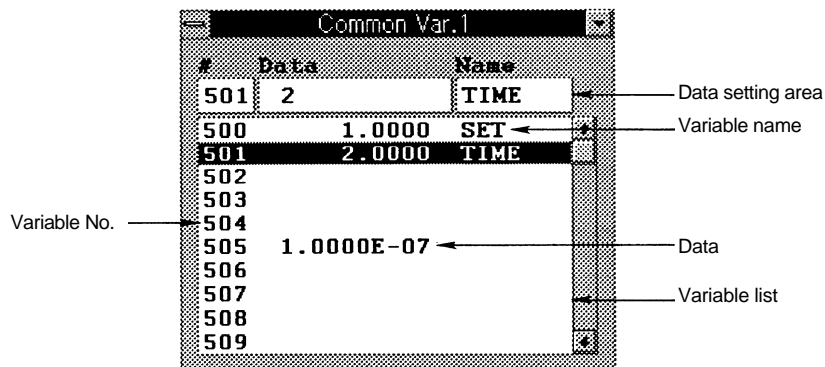 Common Var.1
# Data Name
501 2 TIME
Data setting area
500 1.0000 SET
Variable name
501 2.0000 TIME
502
503
Variable No.
504
505 1.0000E-07
Data
506
507
Variable list
508
509